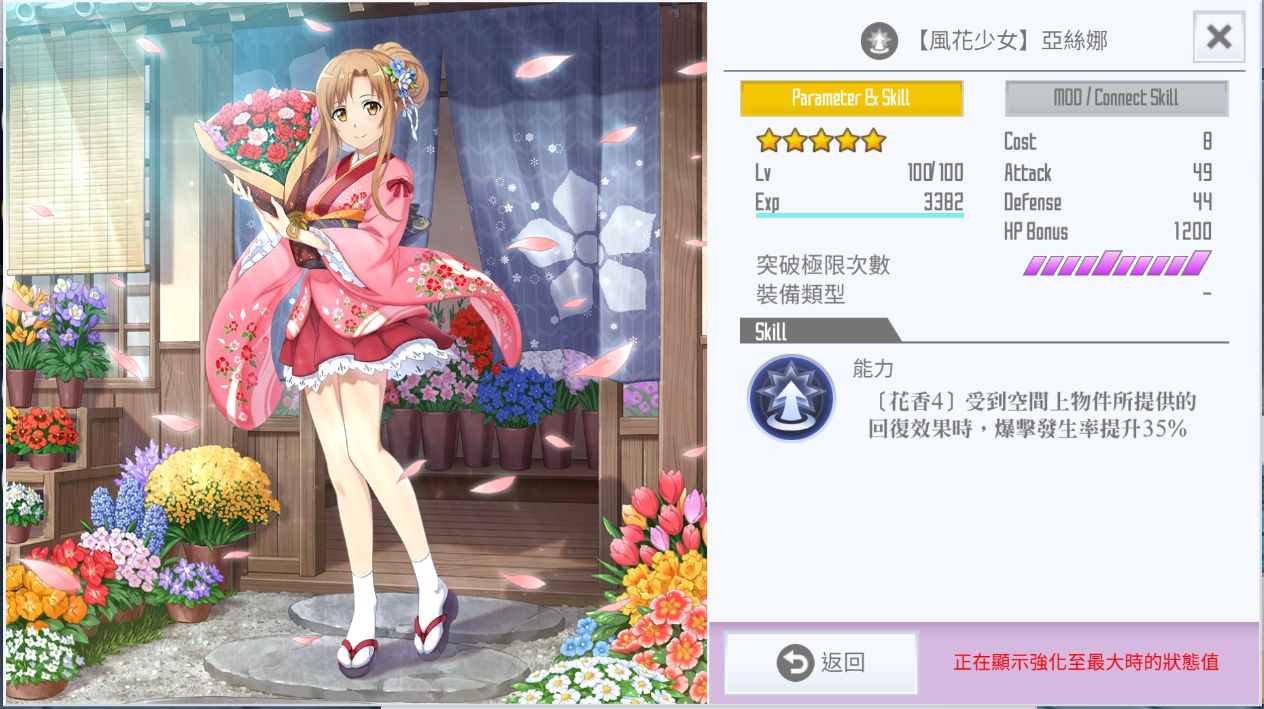 【風花少女】亞絲娜
Parameter & Skill
MOD / Connect Skill
Lv 100/100
Exp 3382
突破極限次數
裝備類型 -
Cost 8
Attack 49
Defense 44
HP Bonus 1200
Skill
能力
〔花香4〕受到空間上物件所提供的
回復效果時，爆擊發生率提升35%
返回
正在顯示強化至最大時的狀態值